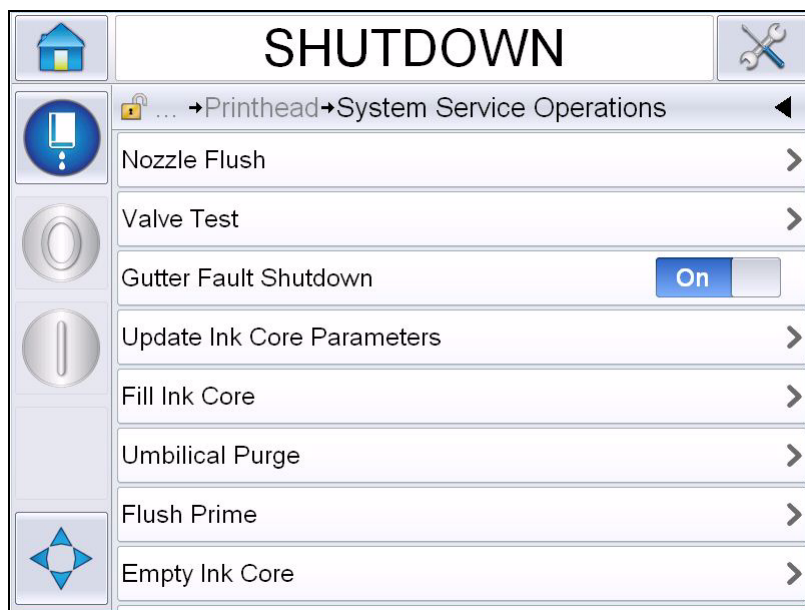 SHUTDOWN
... →Printhead→System Service Operations
Nozzle Flush
Valve Test
Gutter Fault Shutdown On
Update Ink Core Parameters
Fill Ink Core
Umbilical Purge
Flush Prime
Empty Ink Core